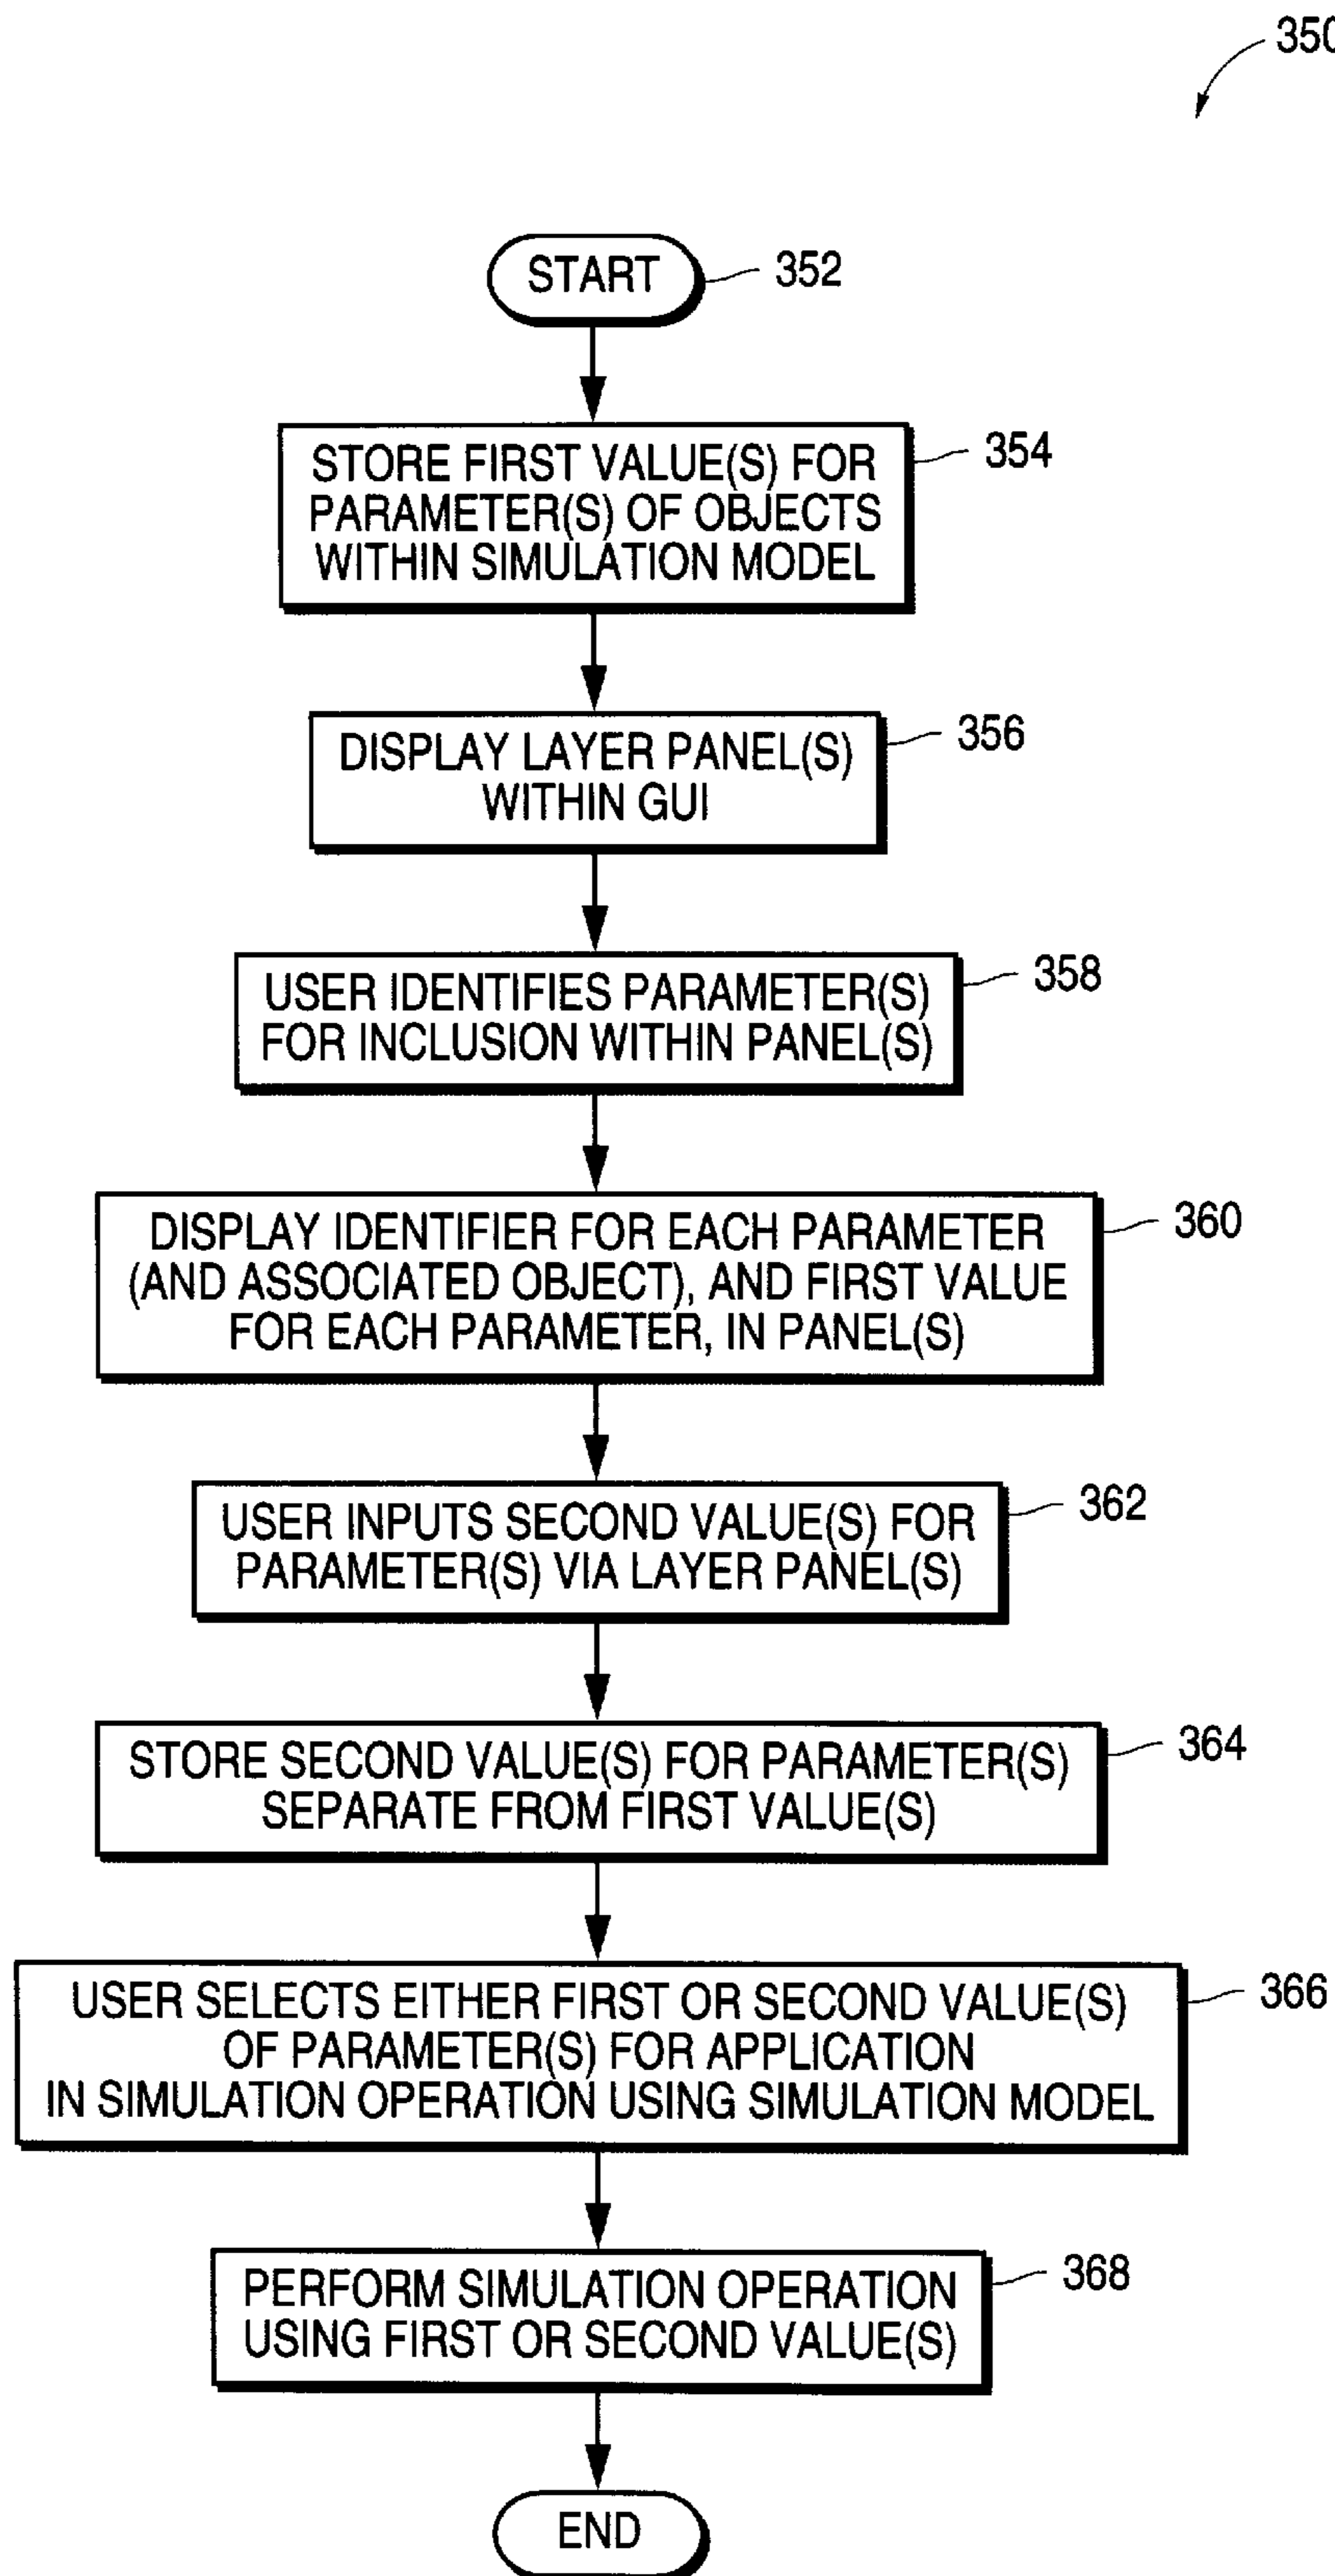 350
START
352
STORE FIRST VALUE(S) FOR
PARAMETER(S) OF OBJECTS
WITHIN SIMULATION MODEL
354
DISPLAY LAYER PANEL(S)
WITHIN GUI
356
USER IDENTIFIES PARAMETER(S)
FOR INCLUSION WITHIN PANEL(S)
358
DISPLAY IDENTIFIER FOR EACH PARAMETER
(AND ASSOCIATED OBJECT), AND FIRST VALUE
FOR EACH PARAMETER, IN PANEL(S)
360
USER INPUTS SECOND VALUE(S) FOR
PARAMETER(S) VIA LAYER PANEL(S)
362
STORE SECOND VALUE(S) FOR PARAMETER(S)
SEPARATE FROM FIRST VALUE(S)
364
USER SELECTS EITHER FIRST OR SECOND VALUE(S)
OF PARAMETER(S) FOR APPLICATION
IN SIMULATION OPERATION USING SIMULATION MODEL
366
PERFORM SIMULATION OPERATION
USING FIRST OR SECOND VALUE(S)
368
END